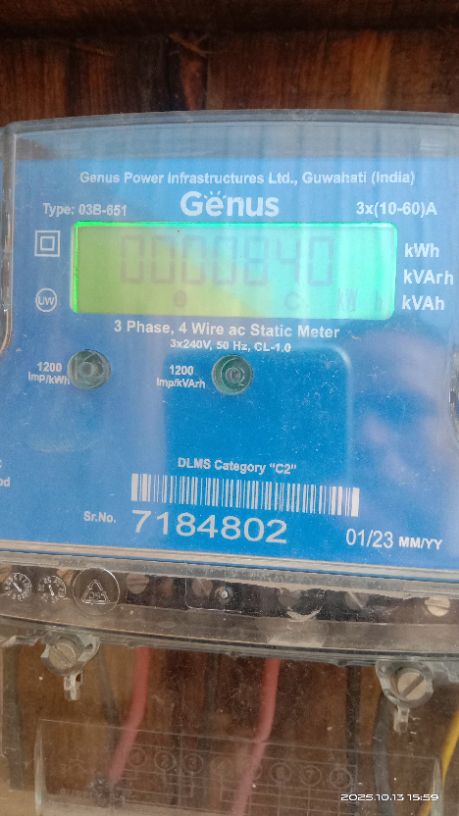 Genus Power Infrastructures Ltd., Guwahati (India)
Type: 03B-651
Genus
3x(10-60)A
0000840
kWh
kVArh
kVAh
UW
3 Phase, 4 Wire ac Static Meter
3x240V, 50 Hz, CL-1.0
1200
Imp/kWh
1200
Imp/kVArh
DLMS Category "C2"
Sr.No. 7184802
01/23 MM/YY
2025.10.13 15:59